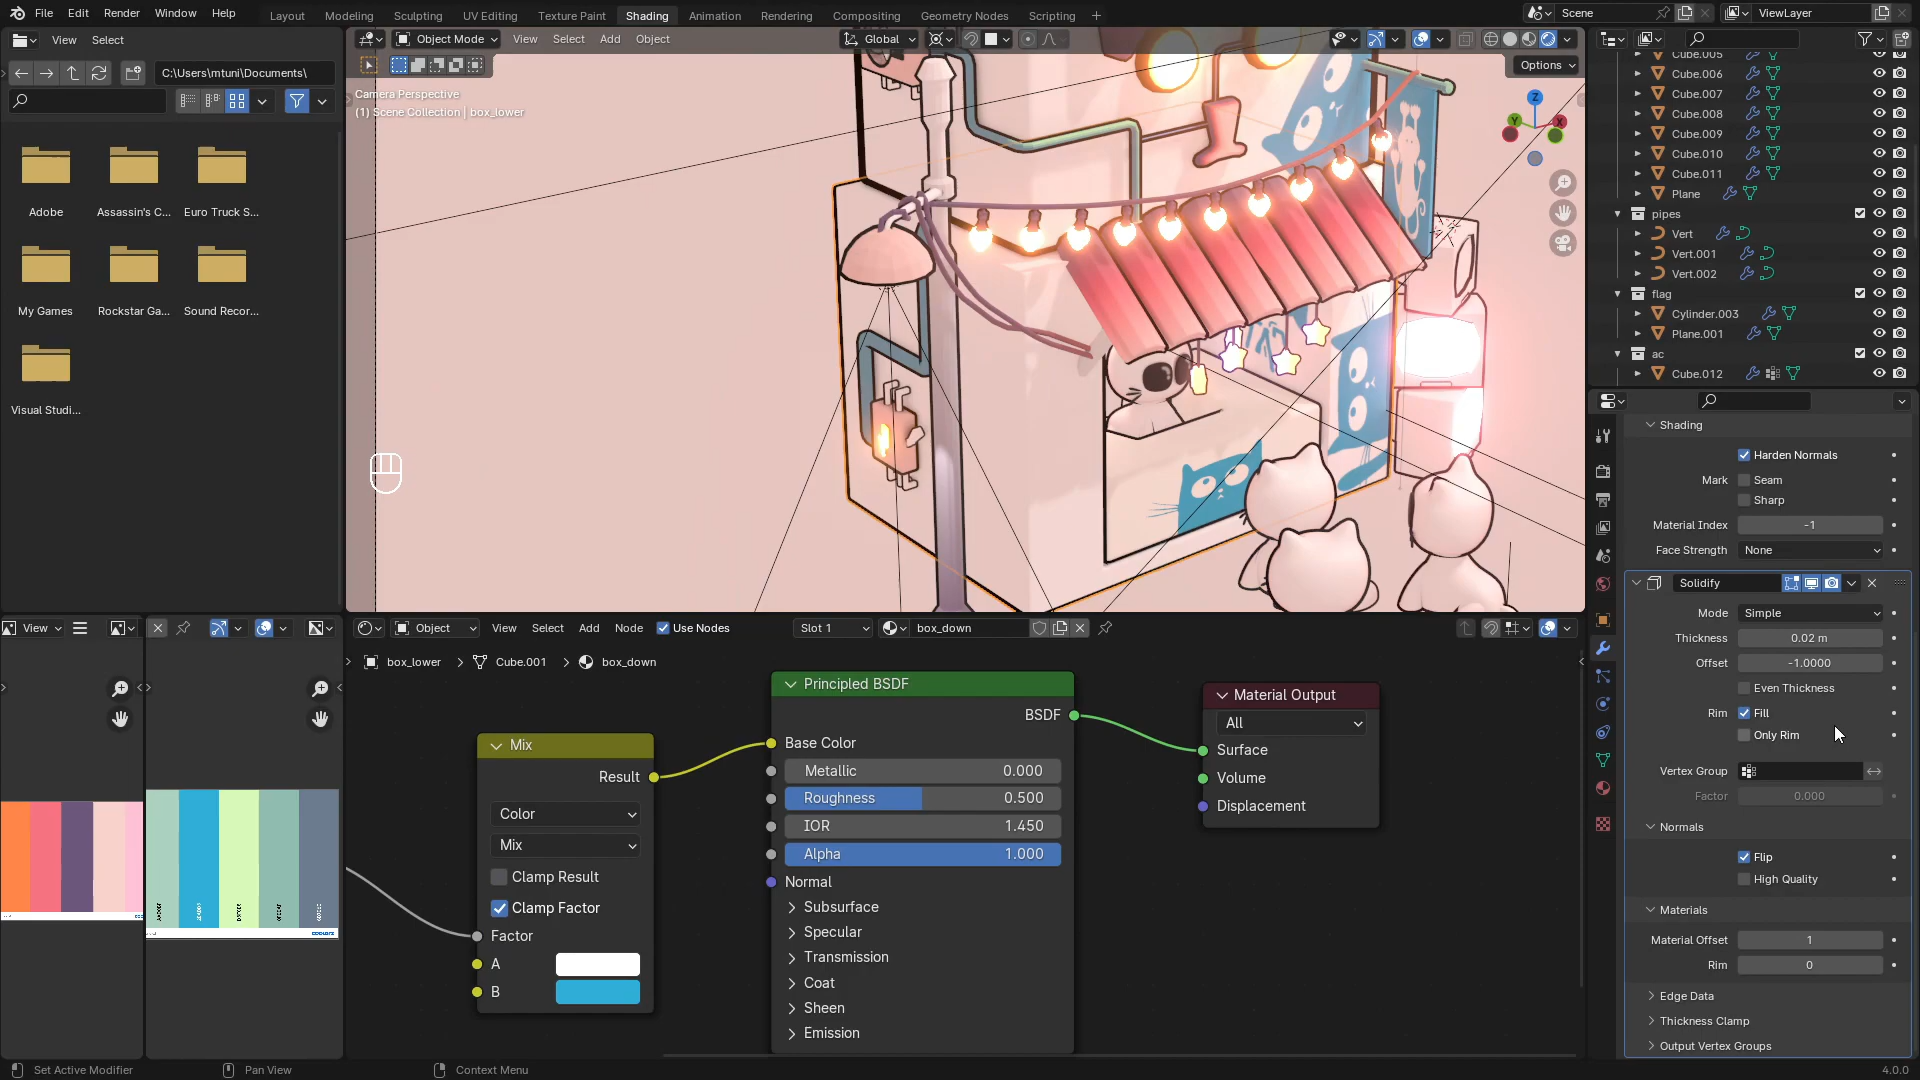 File Edit Render Window Help
Layout Modeling Sculpting UV Editing Texture Paint Shading Animation Rendering Compositing Geometry Nodes Scripting
Scene
ViewLayer
View Select
C:\Users\mtuni\Documents\
Adobe
Assassin's C...
Euro Truck S...
My Games
Rockstar Ga...
Sound Recor...
Visual Studi...
Object Mode View Select Add Object
Global
Options
Camera Perspective
(1) Scene Collection | box_lower
Z
Y
X
Cube.005
Cube.006
Cube.007
Cube.008
Cube.009
Cube.010
Cube.011
Plane
pipes
Vert
Vert.001
Vert.002
flag
Cylinder.003
Plane.001
ac
Cube.012
Shading
Harden Normals
Mark Seam
Sharp
Material Index -1
Face Strength None
Solidify
Mode Simple
Thickness 0.02 m
Offset -1.0000
Even Thickness
Rim Fill
Only Rim
Vertex Group
Factor 0.000
Normals
Flip
High Quality
Materials
Material Offset 1
Rim 0
Edge Data
Thickness Clamp
Output Vertex Groups
View
Object View Select Add Node Use Nodes
Slot 1
box_down
box_lower Cube.001 box_down
Mix
Result
Color
Mix
Clamp Result
Clamp Factor
Factor
A
B
Principled BSDF
BSDF
Base Color
Metallic 0.000
Roughness 0.500
IOR 1.450
Alpha 1.000
Normal
Subsurface
Specular
Transmission
Coat
Sheen
Emission
Material Output
All
Surface
Volume
Displacement
Set Active Modifier
Pan View
Context Menu
4.0.0